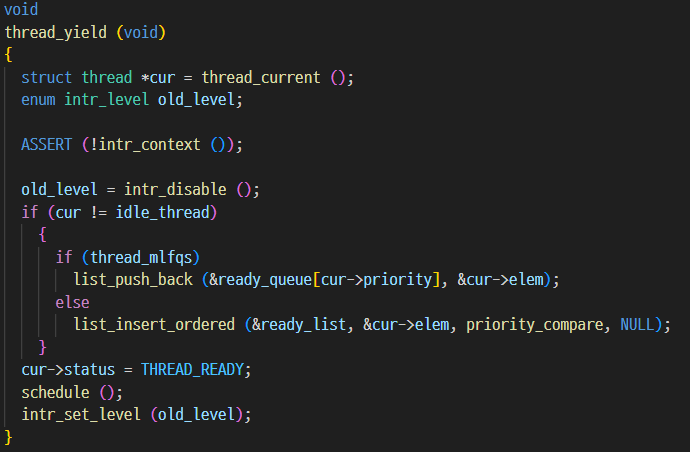 void
thread_yield (void)
{
  struct thread *cur = thread_current ();
  enum intr_level old_level;

  ASSERT (!intr_context ());

  old_level = intr_disable ();
  if (cur != idle_thread)
    {
      if (thread_mlfqs)
        list_push_back (&ready_queue[cur->priority], &cur->elem);
      else
        list_insert_ordered (&ready_list, &cur->elem, priority_compare, NULL);
    }
  cur->status = THREAD_READY;
  schedule ();
  intr_set_level (old_level);
}